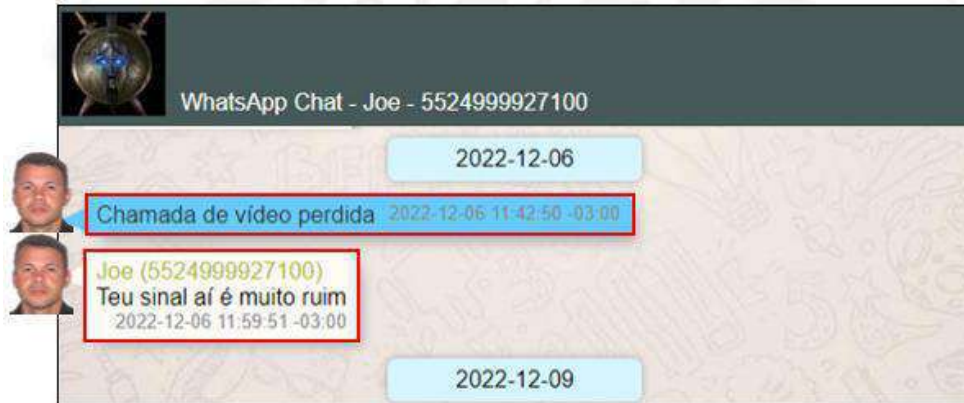 WhatsApp Chat - Joe - 5524999927100
2022-12-06
Chamada de vídeo perdida 2022-12-06 11:42:50 -03:00
Joe (5524999927100)
Teu sinal aí é muito ruim
2022-12-06 11:59:51 -03:00
2022-12-09